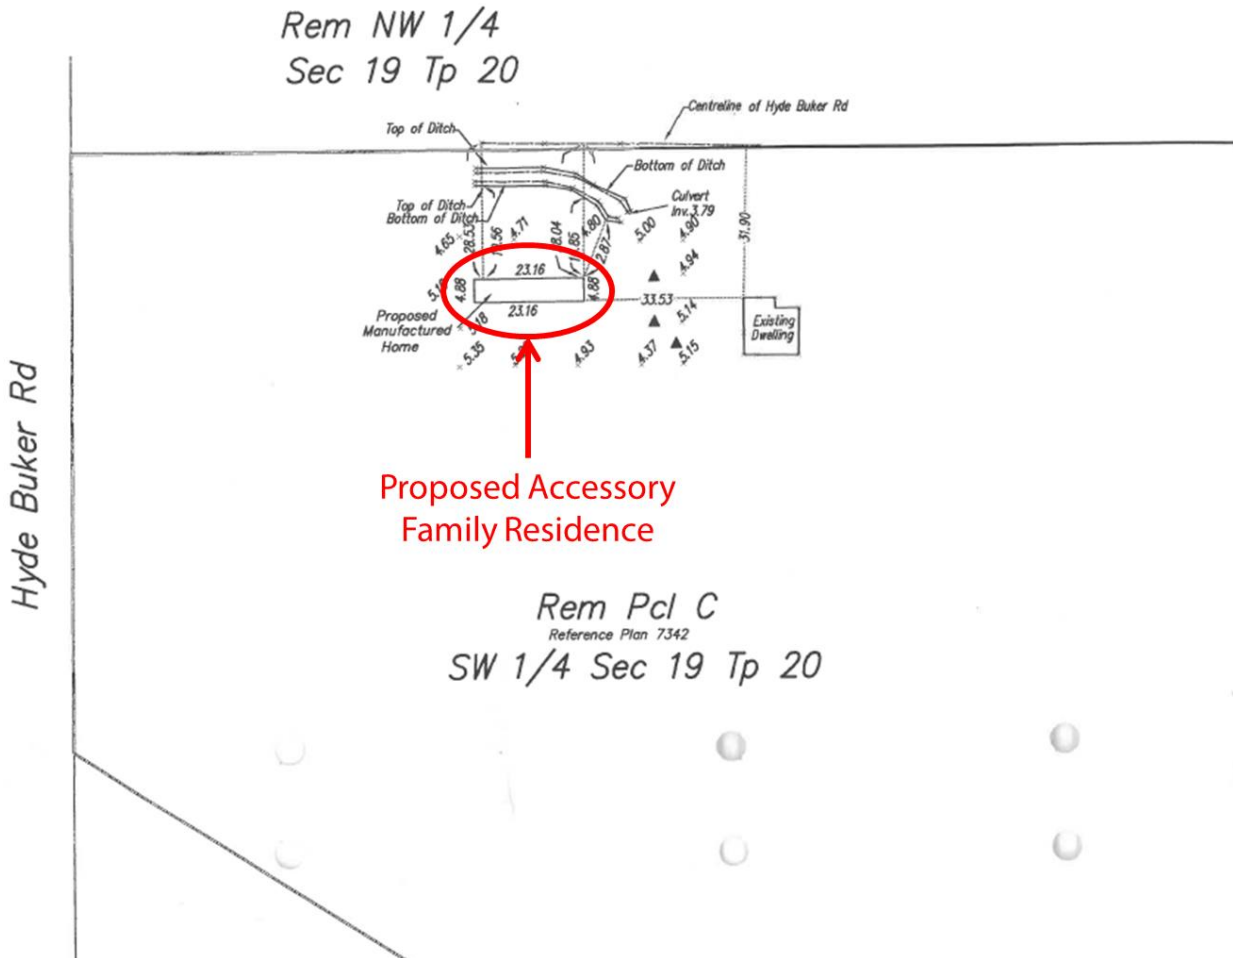 Rem NW 1/4
Sec 19 Tp 20
Centreline of Hyde Buker Rd
Top of Ditch
Bottom of Ditch
Culvert
Inv.3.79
Top of Ditch
Bottom of Ditch
4.65
28.53
4.71
4.80
5.00
4.90
31.90
2.87
4.94
23.16
4.88
4.88
33.53
23.16
5.14
Proposed
Manufactured
Home
5.18
Existing
Dwelling
5.35
4.93
4.37
5.15
Hyde Buker Rd
Proposed Accessory
Family Residence
Rem Pcl C
Reference Plan 7342
SW 1/4 Sec 19 Tp 20